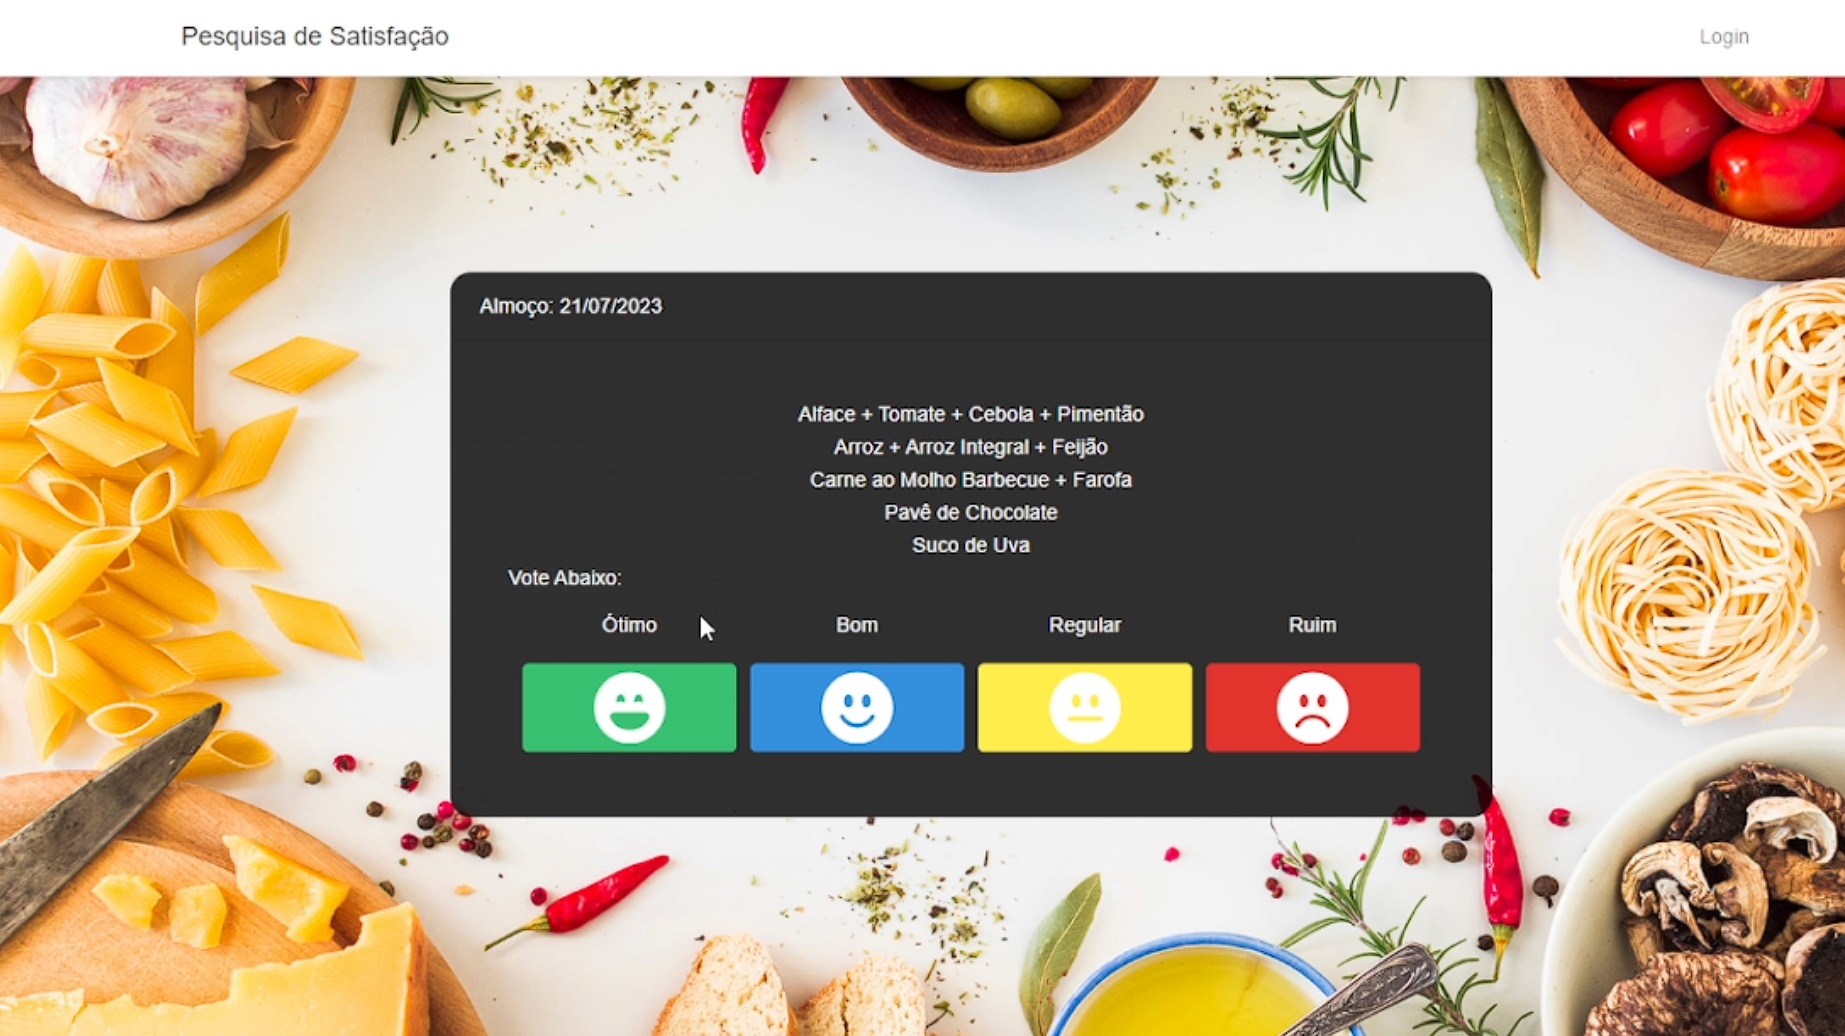 Pesquisa de Satisfação
Login
Almoço: 21/07/2023
Alface + Tomate + Cebola + Pimentão
Arroz + Arroz Integral + Feijão
Carne ao Molho Barbecue + Farofa
Pavê de Chocolate
Suco de Uva
Vote Abaixo:
Ótimo
Bom
Regular
Ruim